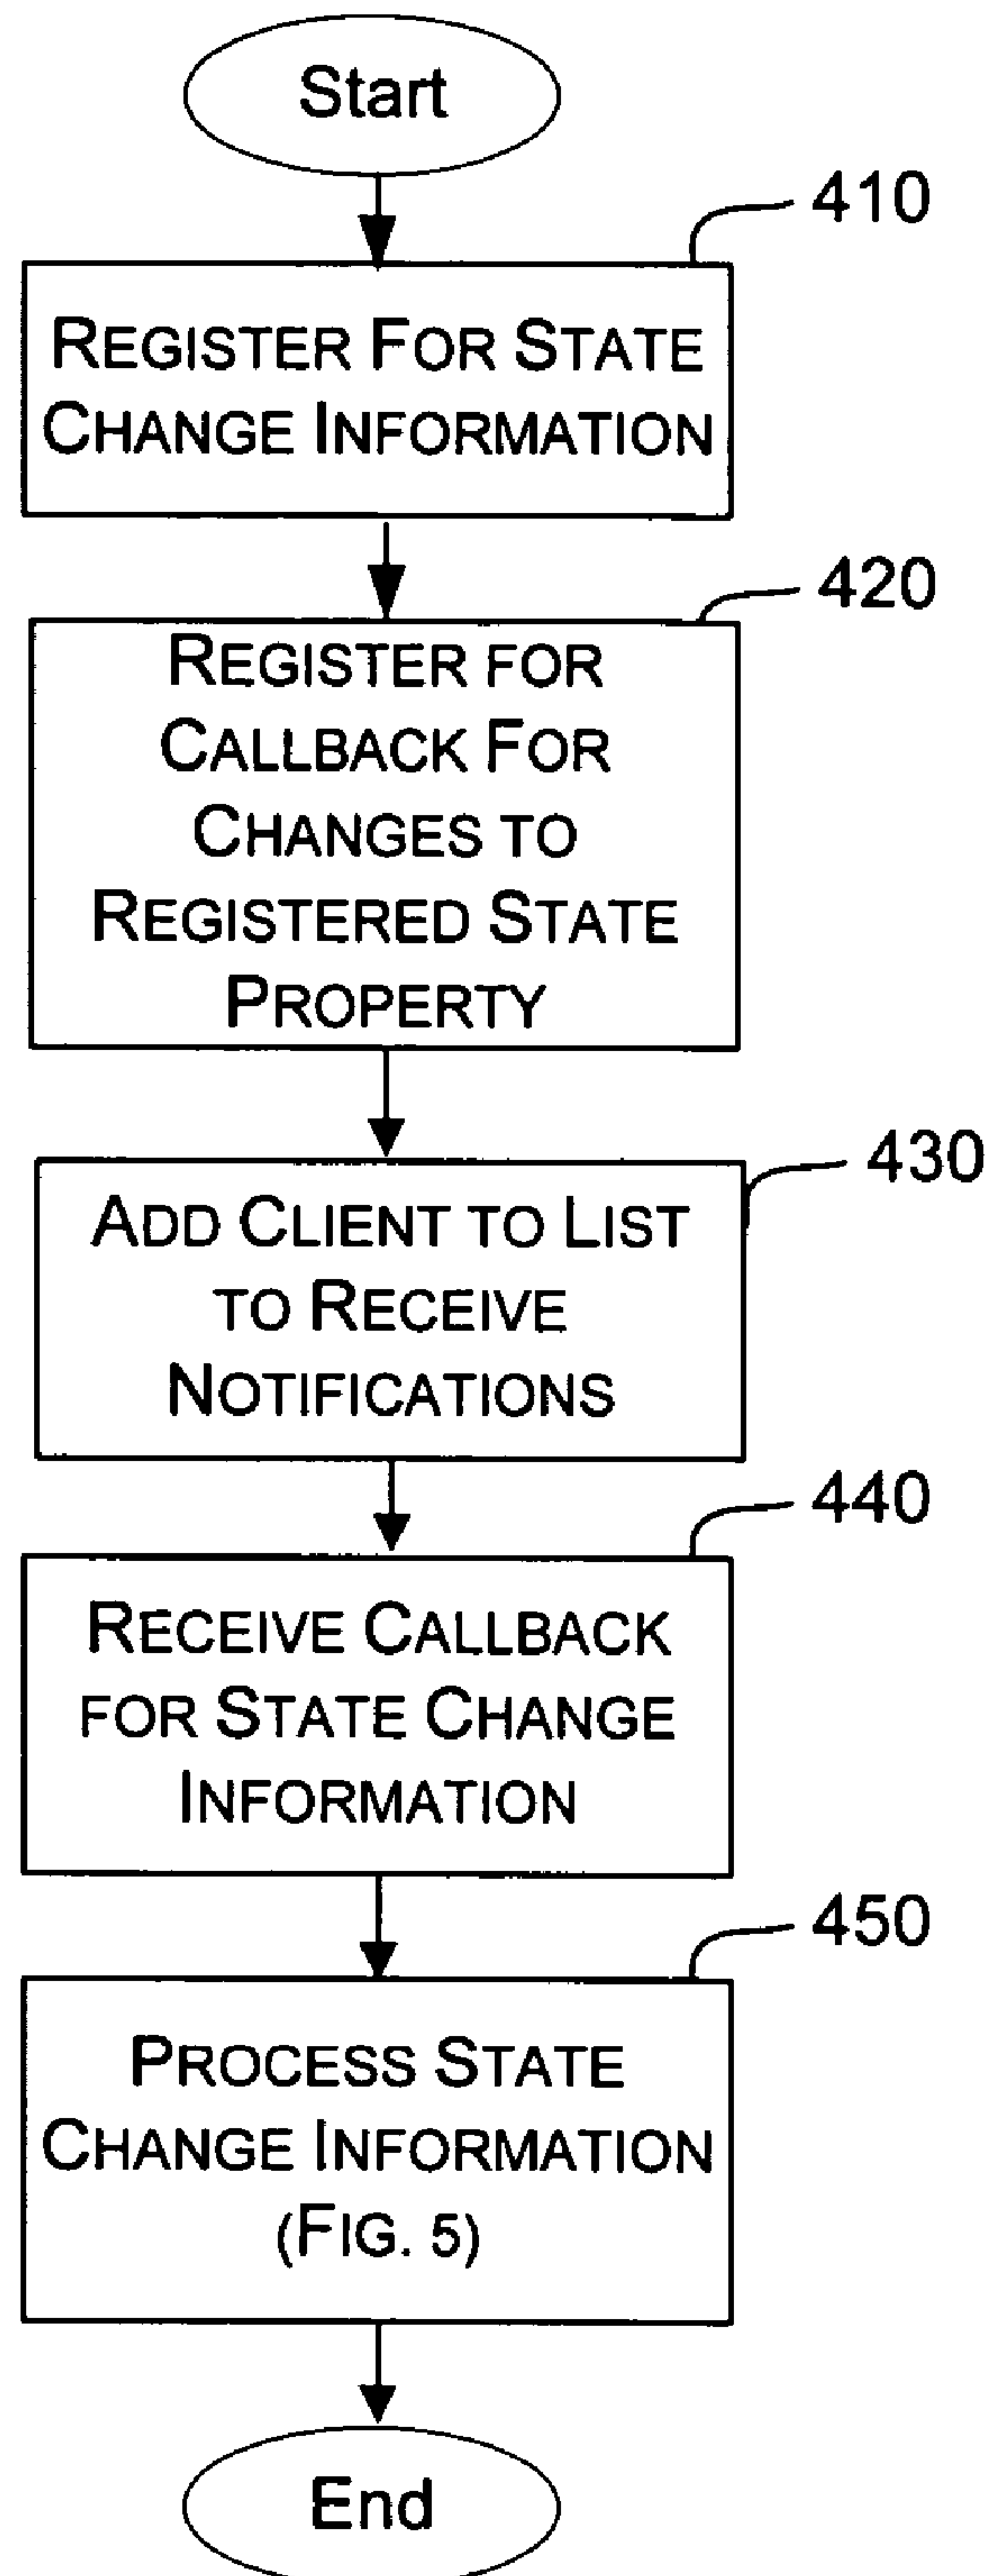 Start
410
REGISTER FOR STATE
CHANGE INFORMATION
420
REGISTER FOR
CALLBACK FOR
CHANGES TO
REGISTERED STATE
PROPERTY
430
ADD CLIENT TO LIST
TO RECEIVE
NOTIFICATIONS
440
RECEIVE CALLBACK
FOR STATE CHANGE
INFORMATION
450
PROCESS STATE
CHANGE INFORMATION
(FIG. 5)
End